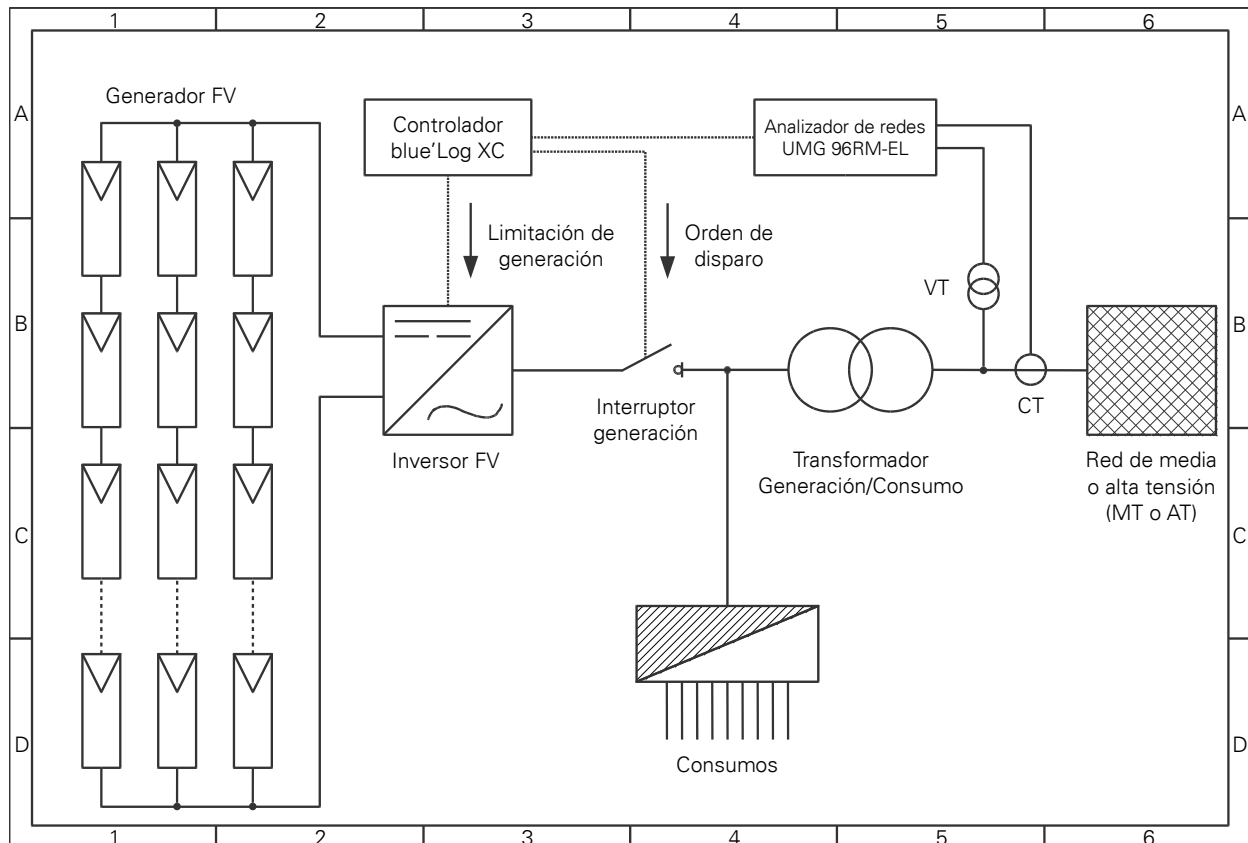 1 2 3 4 5 6
A
A
Generador FV
Controlador
blue'Log XC
Analizador de redes
UMG 96RM-EL
Limitación de
generación
Orden de
disparo
VT
B
B
Interruptor
generación
CT
Inversor FV
Transformador
Generación/Consumo
Red de media
o alta tensión
(MT o AT)
C
C
D
D
Consumos
1 2 3 4 5 6